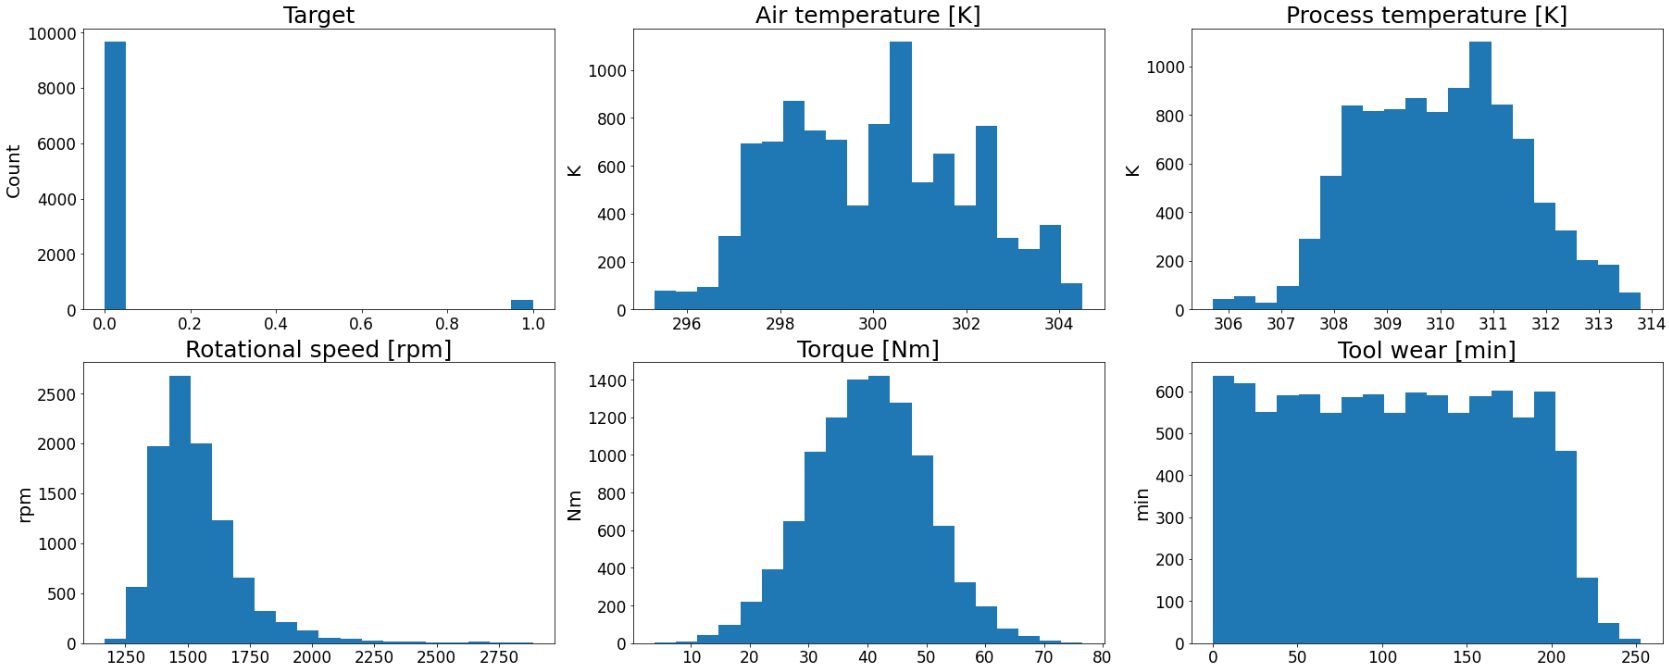 Target
10000
8000
6000
4000
2000
0
Count
0.0 0.2 0.4 0.6 0.8 1.0
Air temperature [K]
1000
800
600
400
200
0
K
296 298 300 302 304
Process temperature [K]
1000
800
600
400
200
0
K
306 307 308 309 310 311 312 313 314
Rotational speed [rpm]
2500
2000
1500
1000
500
0
rpm
1250 1500 1750 2000 2250 2500 2750
Torque [Nm]
1400
1200
1000
800
600
400
200
0
Nm
10 20 30 40 50 60 70 80
Tool wear [min]
600
500
400
300
200
100
0
min
0 50 100 150 200 250